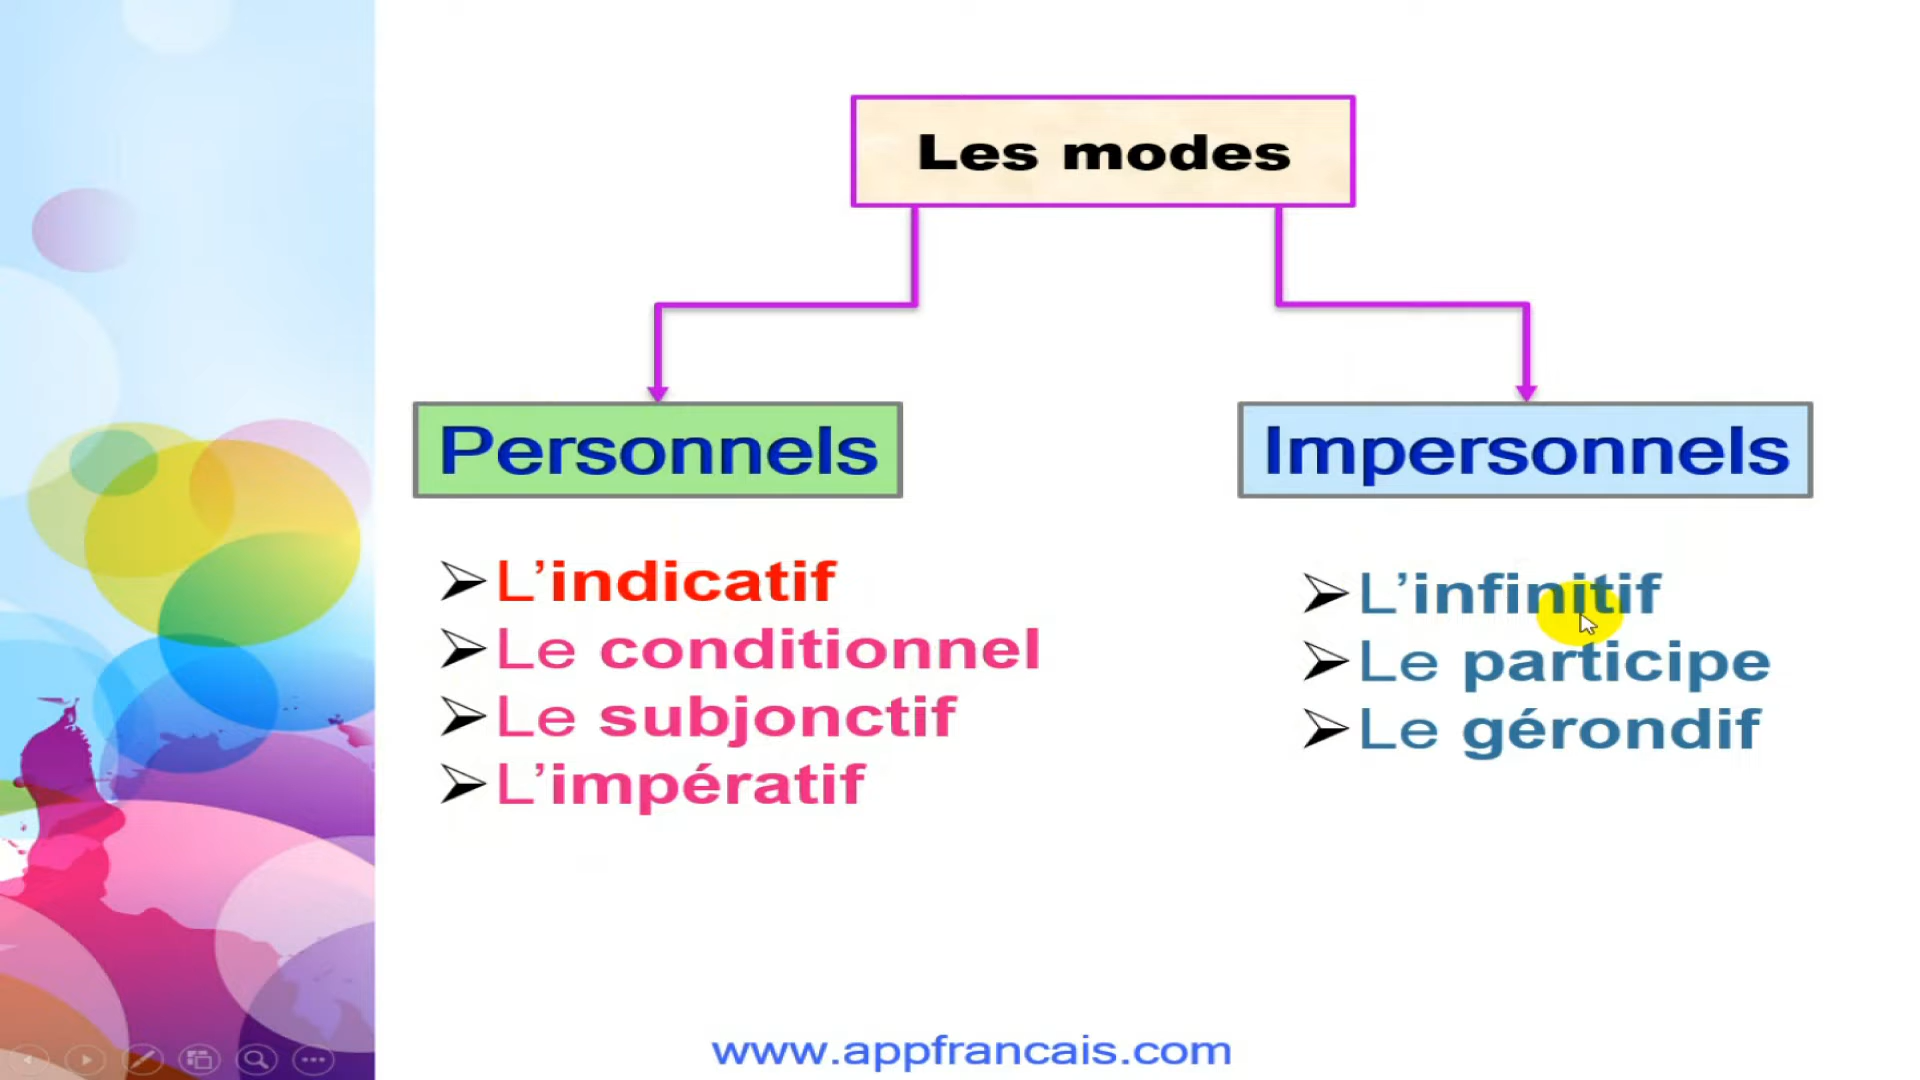 Les modes
Personnels
L’indicatif
Le conditionnel
Le subjonctif
L’impératif
Impersonnels
L’infinitif
Le participe
Le gérondif
www.appfrancais.com